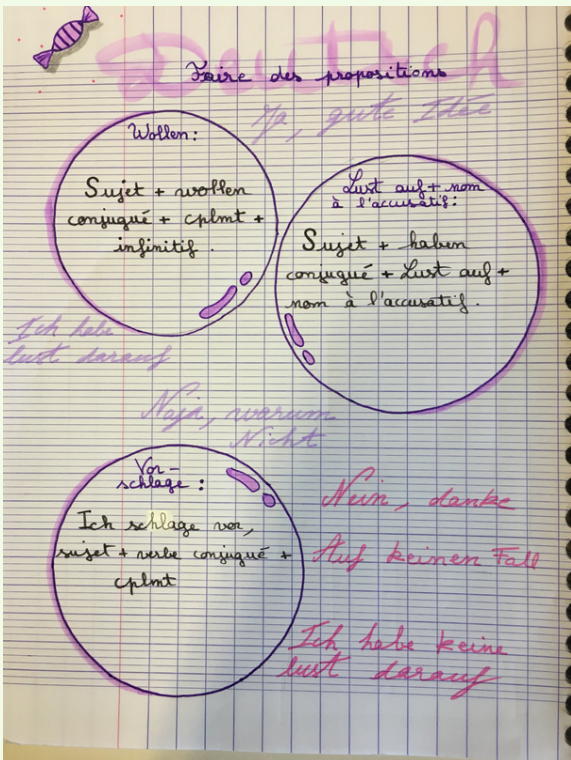 Deutsch
Faire des propositions
Ja, gute Idée
Wollen :
Sujet + wollen
conjugué + cplmt +
infinitif .
Lust auf + nom
à l'accusatif :
Sujet + haben
conjugué + Lust auf +
nom à l'accusatif .
Ich habe
lust darauf
Naja, warum
Nicht
Vor-
schlage :
Ich schlage vor,
sujet + verbe conjugué +
cplmt
Nein, danke
Auf keinen Fall
Ich habe keine
lust darauf